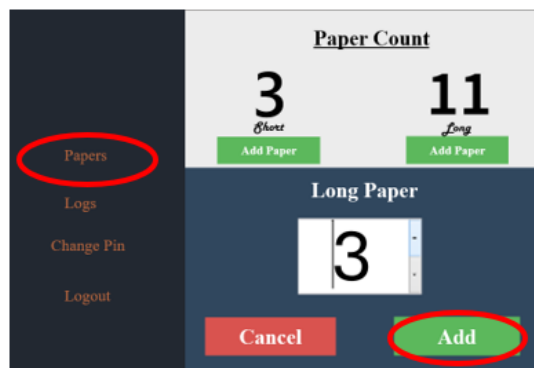 Papers
Logs
Change Pin
Logout
Paper Count
3 11
Short Long
Add Paper Add Paper
Long Paper
3
Cancel Add